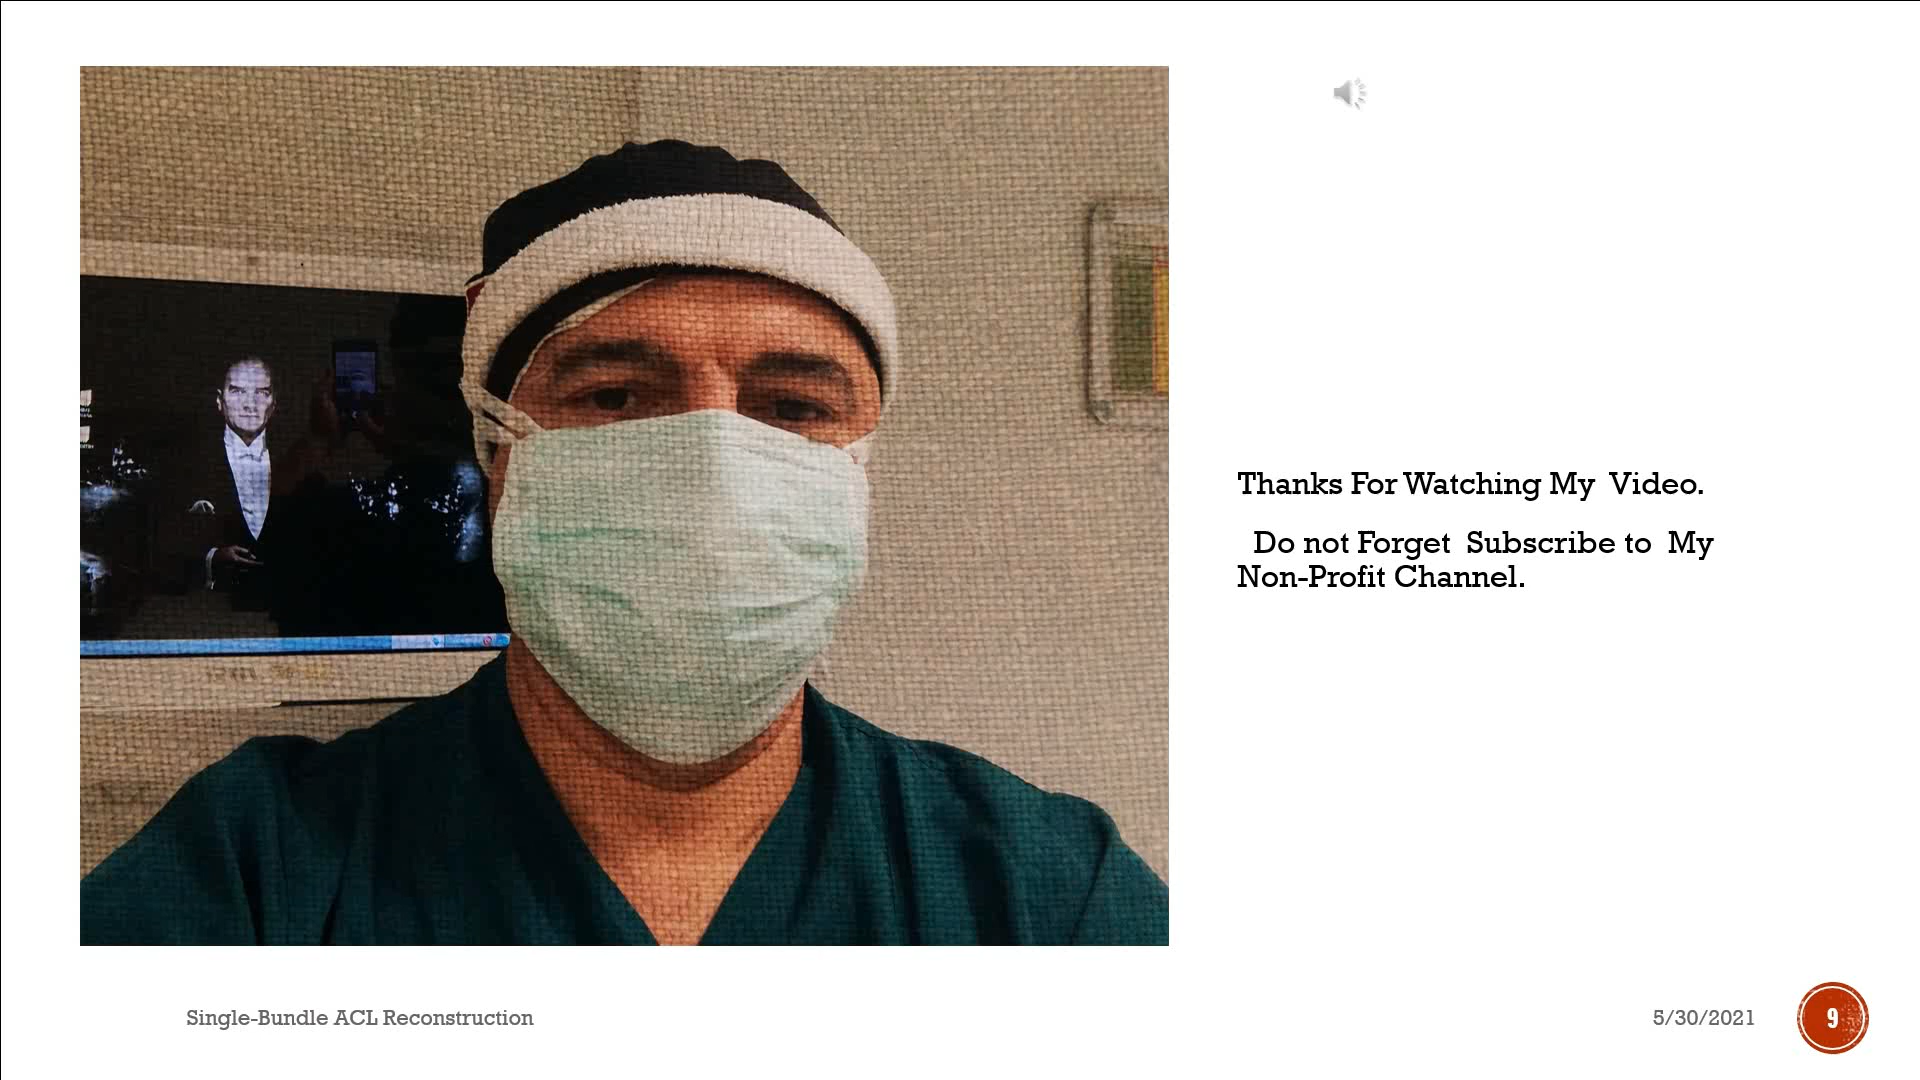 Thanks For Watching My  Video.
Do not Forget  Subscribe to  My
Non-Profit Channel.
Single-Bundle ACL Reconstruction
5/30/2021
9